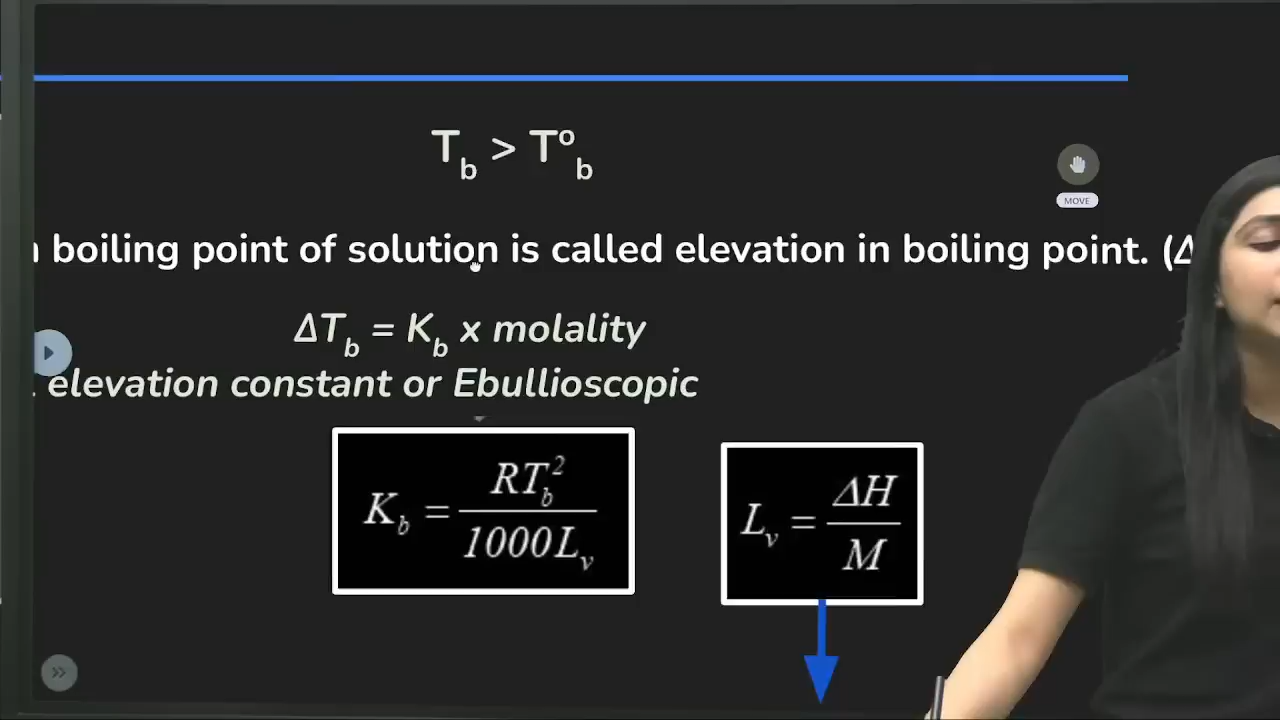 T_b > T°_b
MOVE
boiling point of solution is called elevation in boiling point. (Δ
ΔT_b = K_b x molality
elevation constant or Ebullioscopic
K_b = RT_b^2 / 1000L_v
L_v = ΔH / M